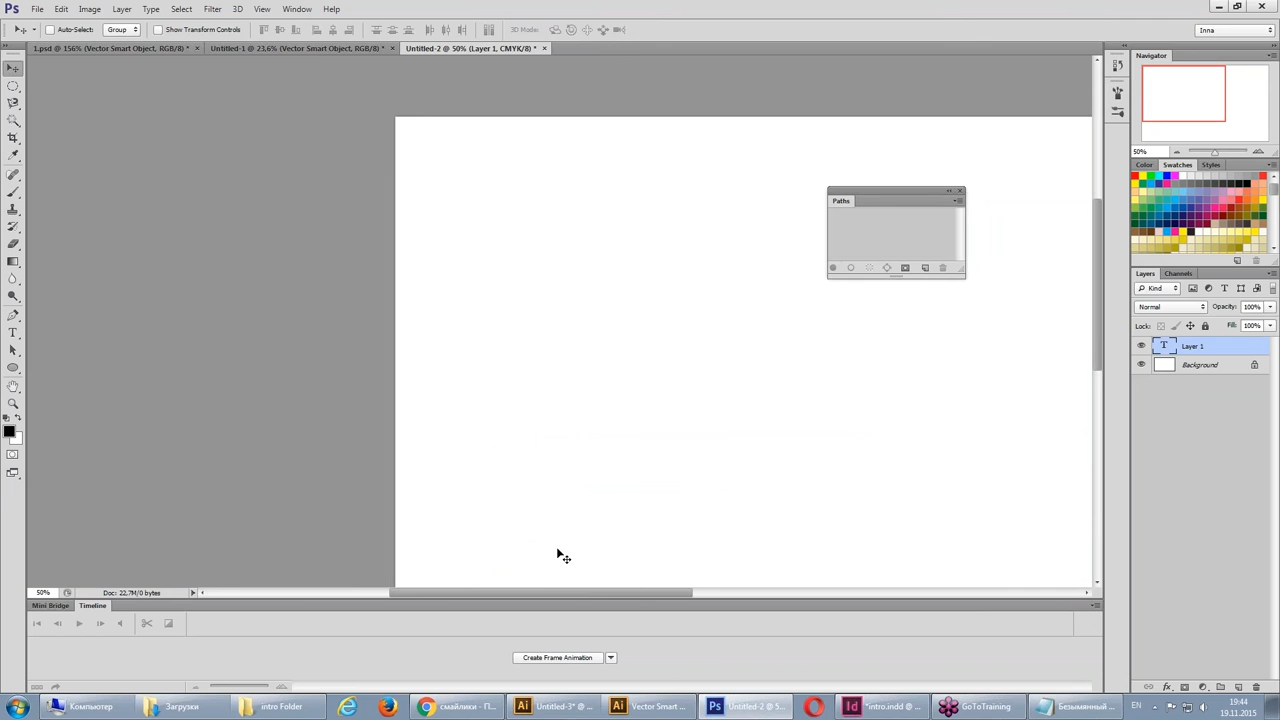 Ps File Edit Image Layer Type Select Filter 3D View Window Help
Auto-Select: Group Show Transform Controls 3D Mode: Inna
1.psd @ 156% (Vector Smart Object, RGB/8) * × Untitled-1 @ 23,6% (Vector Smart Object, RGB/8) * × Untitled-2 @ 50% (Layer 1, CMYK/8) * ×
Navigator
50%
Color Swatches Styles
Paths
Layers Channels
Kind
Normal Opacity: 100%
Lock: Fill: 100%
T Layer 1
Background
50% Doc: 22,7M/0 bytes
Mini Bridge Timeline
Create Frame Animation
Компьютер Загрузки intro Folder смайлики - П... Ai Untitled-3* @ ... Ai Vector Smart ... Ps Untitled-2 @ 5... Id *intro.indd @ ... GoToTraining Безымянный ... EN 19:44
19.11.2015